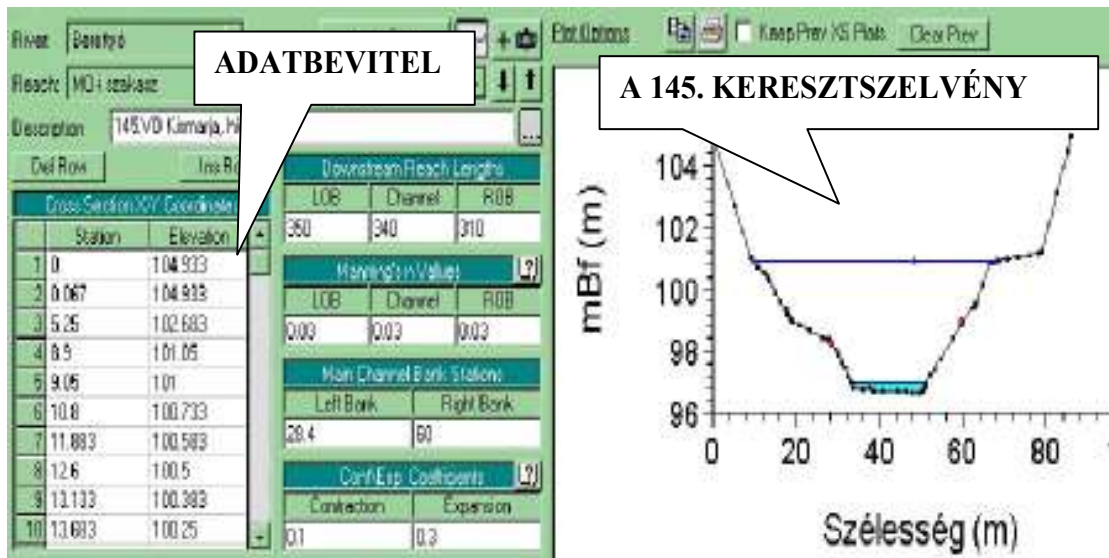 River: Berettyó
ADATBEVITEL
Reach: MO-i szakasz
Description 145.VO Kismarja, hí
...
Del Row Ins R
Cross Section X-Y Coordinates
Station Elevation
1 0 104.933
2 0.067 104.933
3 5.25 102.683
4 8.9 101.05
5 9.05 101
6 10.8 100.733
7 11.883 100.583
8 12.6 100.5
9 13.133 100.383
10 13.683 100.25
Downstream Reach Lengths
LOB Channel ROB
350 340 310
Manning's n Values ?
LOB Channel ROB
0.03 0.03 0.03
Main Channel Bank Stations
Left Bank Right Bank
28.4 60
Cont\Exp. Coefficients ?
Contraction Expansion
0.1 0.3
Plot Options Keep Prev XS Plots Clear Prev
A 145. KERESZTSZELVÉNY
mBf (m)
104
102
100
98
96
0 20 40 60 80
Szélesség (m)